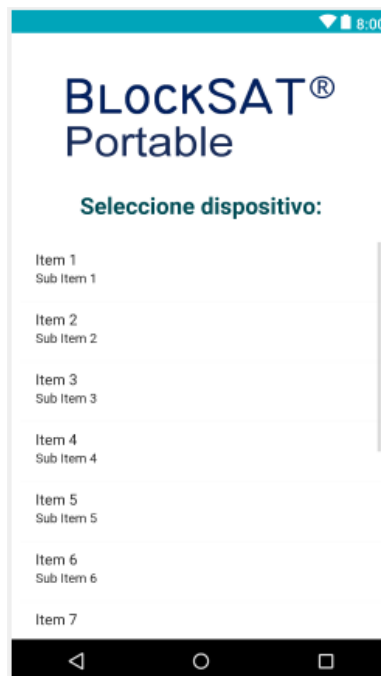 8:00
BLOCKSAT®
Portable
Seleccione dispositivo:
Item 1
Sub Item 1
Item 2
Sub Item 2
Item 3
Sub Item 3
Item 4
Sub Item 4
Item 5
Sub Item 5
Item 6
Sub Item 6
Item 7